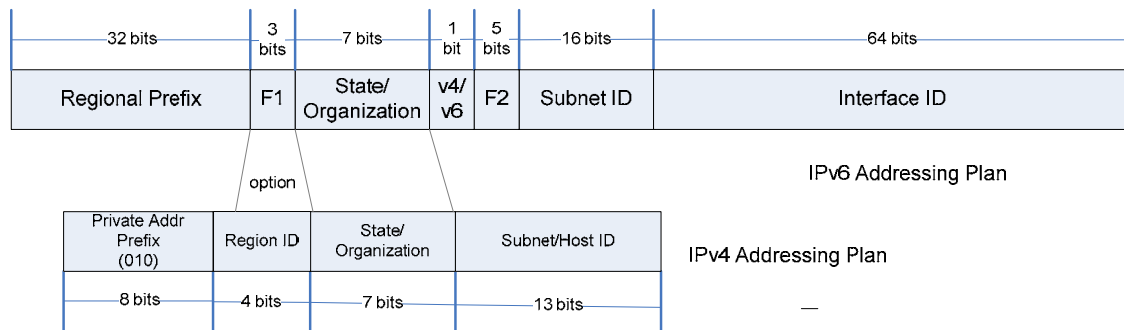 32 bits
3
bits
7 bits
1
bit
5
bits
16 bits
64 bits
Regional Prefix
F1
State/
Organization
v4/
v6
F2
Subnet ID
Interface ID
IPv6 Addressing Plan
option
Private Addr
Prefix
(010)
Region ID
State/
Organization
Subnet/Host ID
IPv4 Addressing Plan
8 bits
4 bits
7 bits
13 bits